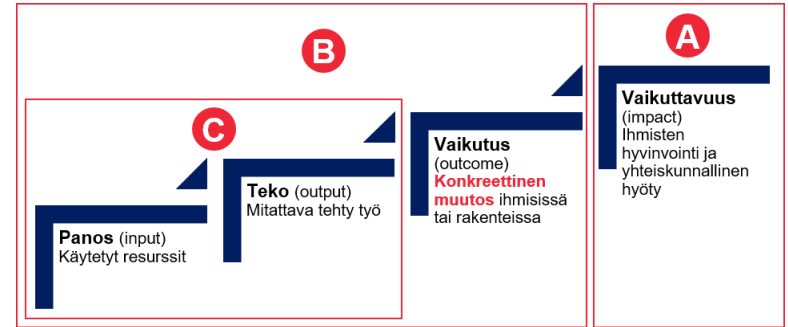 B
A
C
Panos (input)
Käytetyt resurssit
Teko (output)
Mitattava tehty työ
Vaikutus
(outcome)
Konkreettinen
muutos ihmisissä
tai rakenteissa
Vaikuttavuus
(impact)
Ihmisten
hyvinvointi ja
yhteiskunnallinen
hyöty